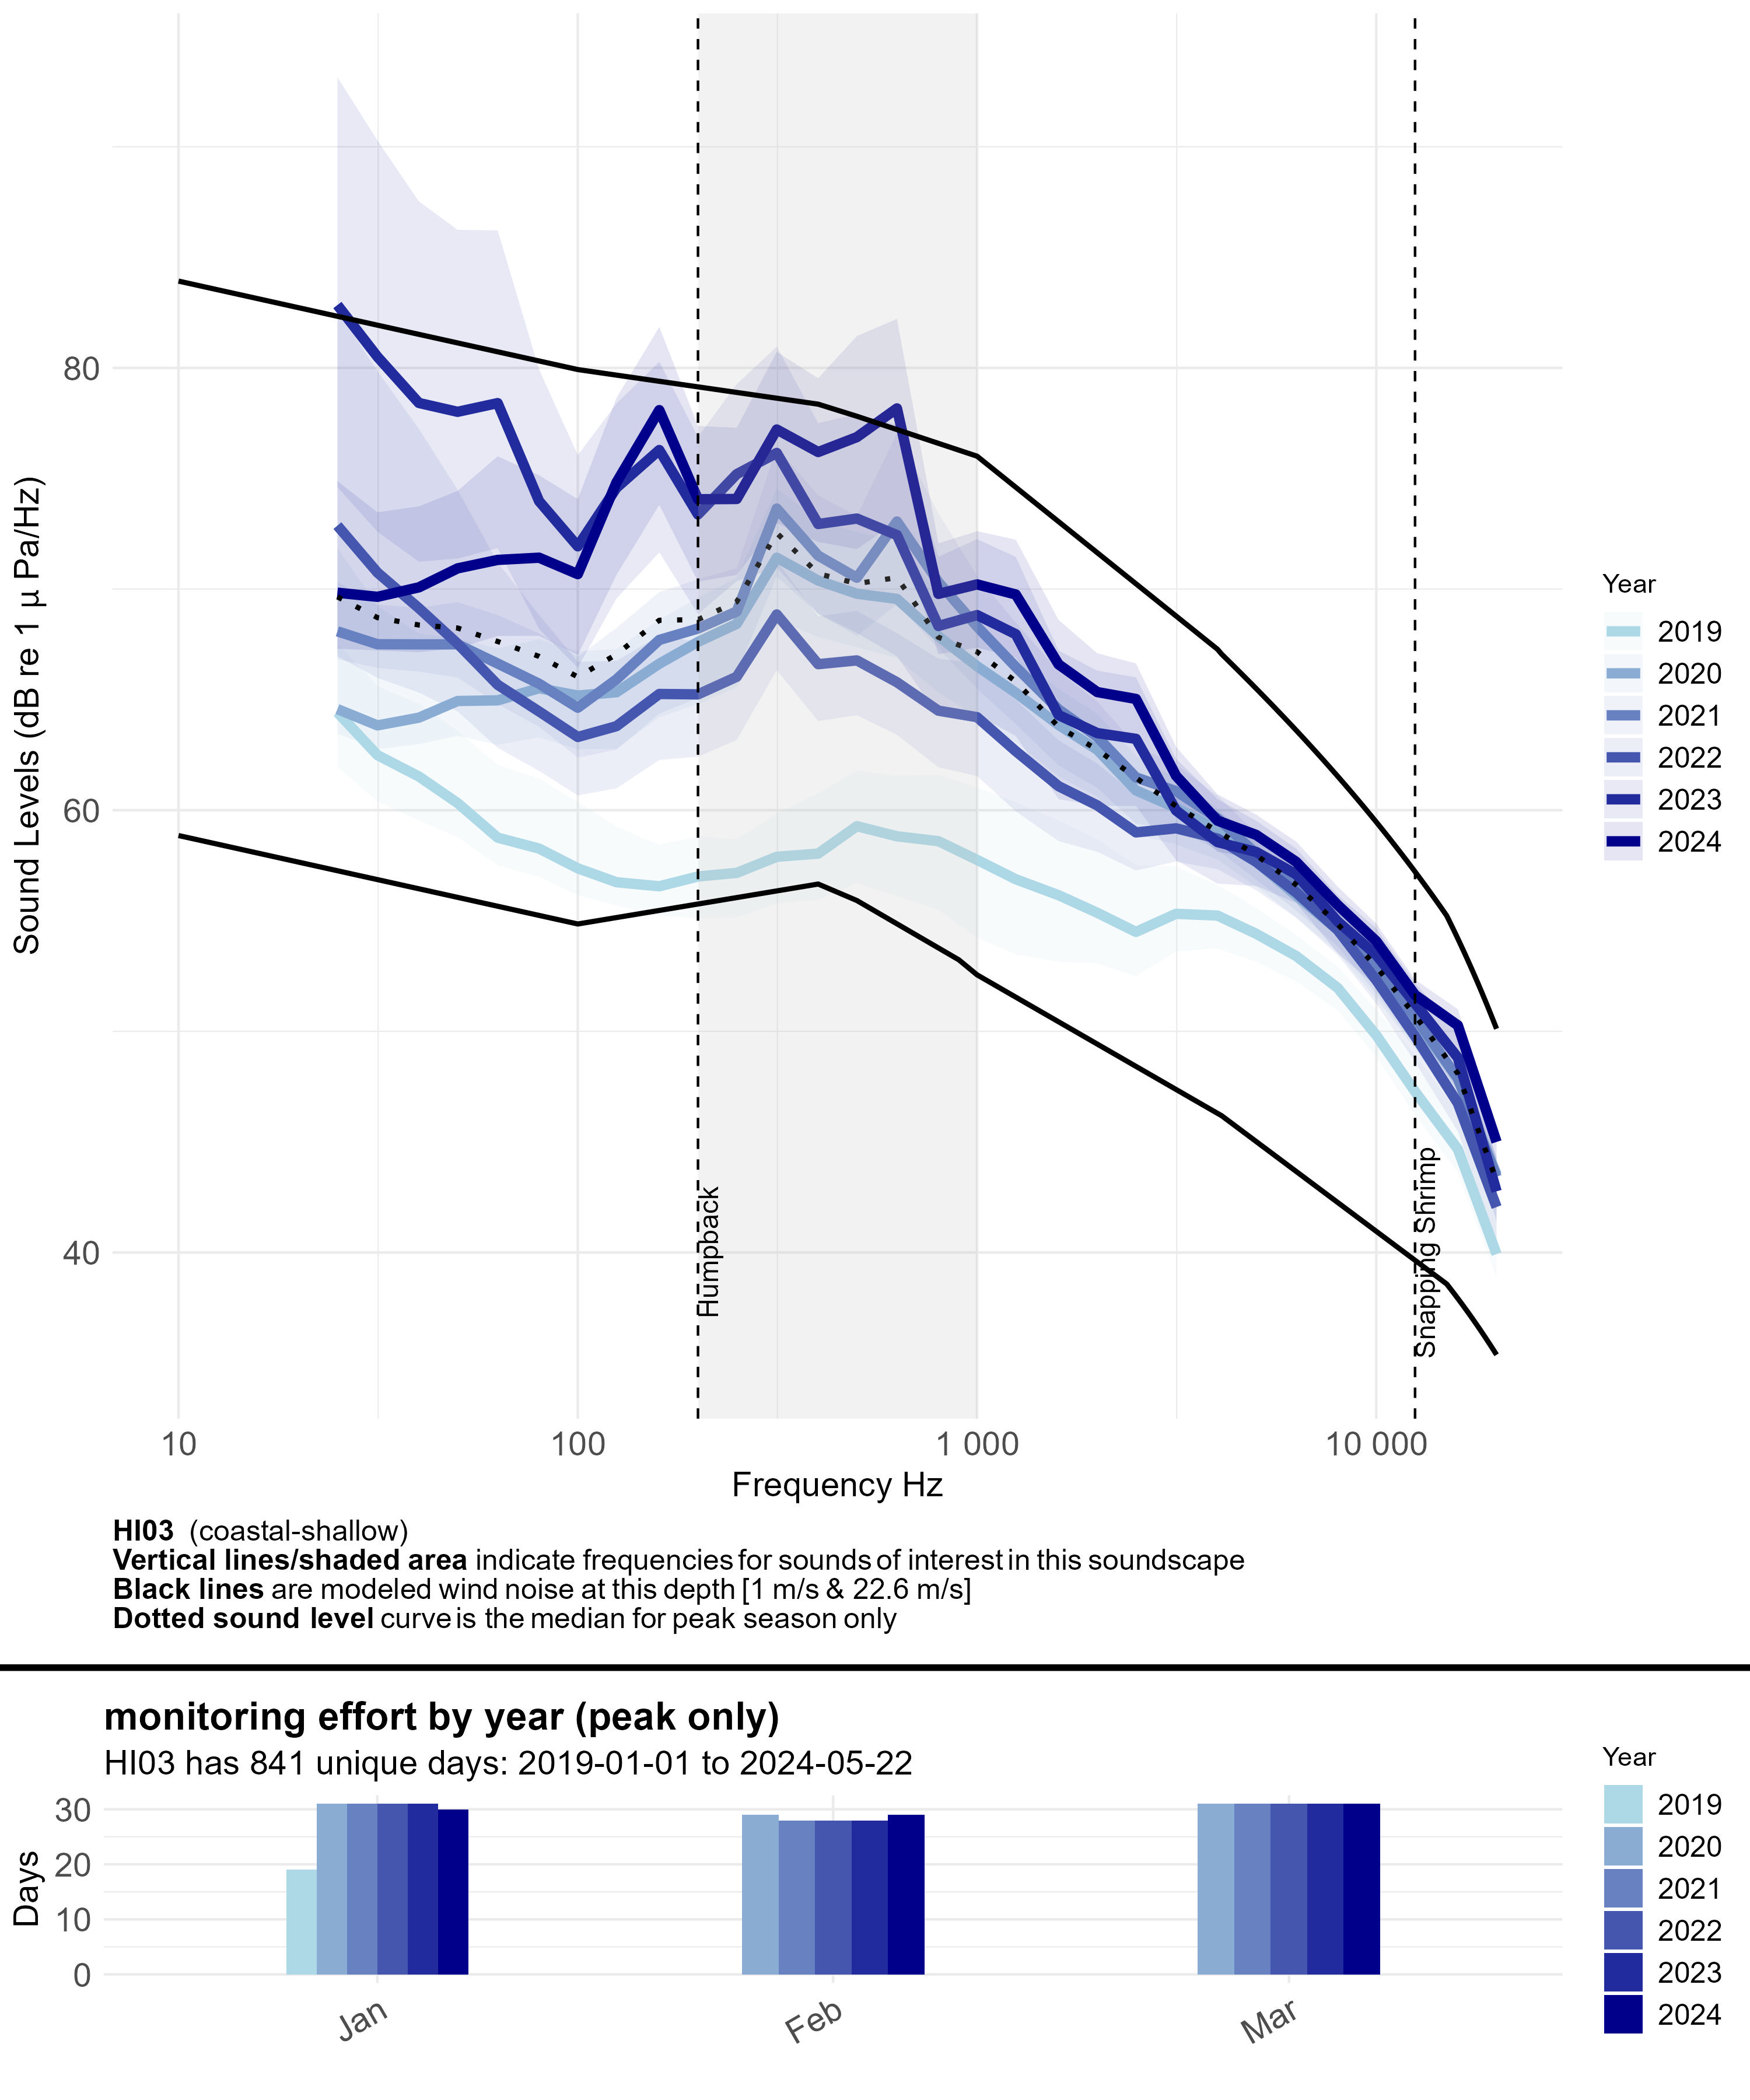 80
60
40
Sound Levels (dB re 1 µ Pa/Hz)
Humpback
Snapping Shrimp
10
100
1 000
10 000
Frequency Hz
Year
2019
2020
2021
2022
2023
2024
HI03 (coastal-shallow)
Vertical lines/shaded area indicate frequencies for sounds of interest in this soundscape
Black lines are modeled wind noise at this depth [1 m/s & 22.6 m/s]
Dotted sound level curve is the median for peak season only
monitoring effort by year (peak only)
HI03 has 841 unique days: 2019-01-01 to 2024-05-22
30
20
10
0
Days
Jan
Feb
Mar
Year
2019
2020
2021
2022
2023
2024